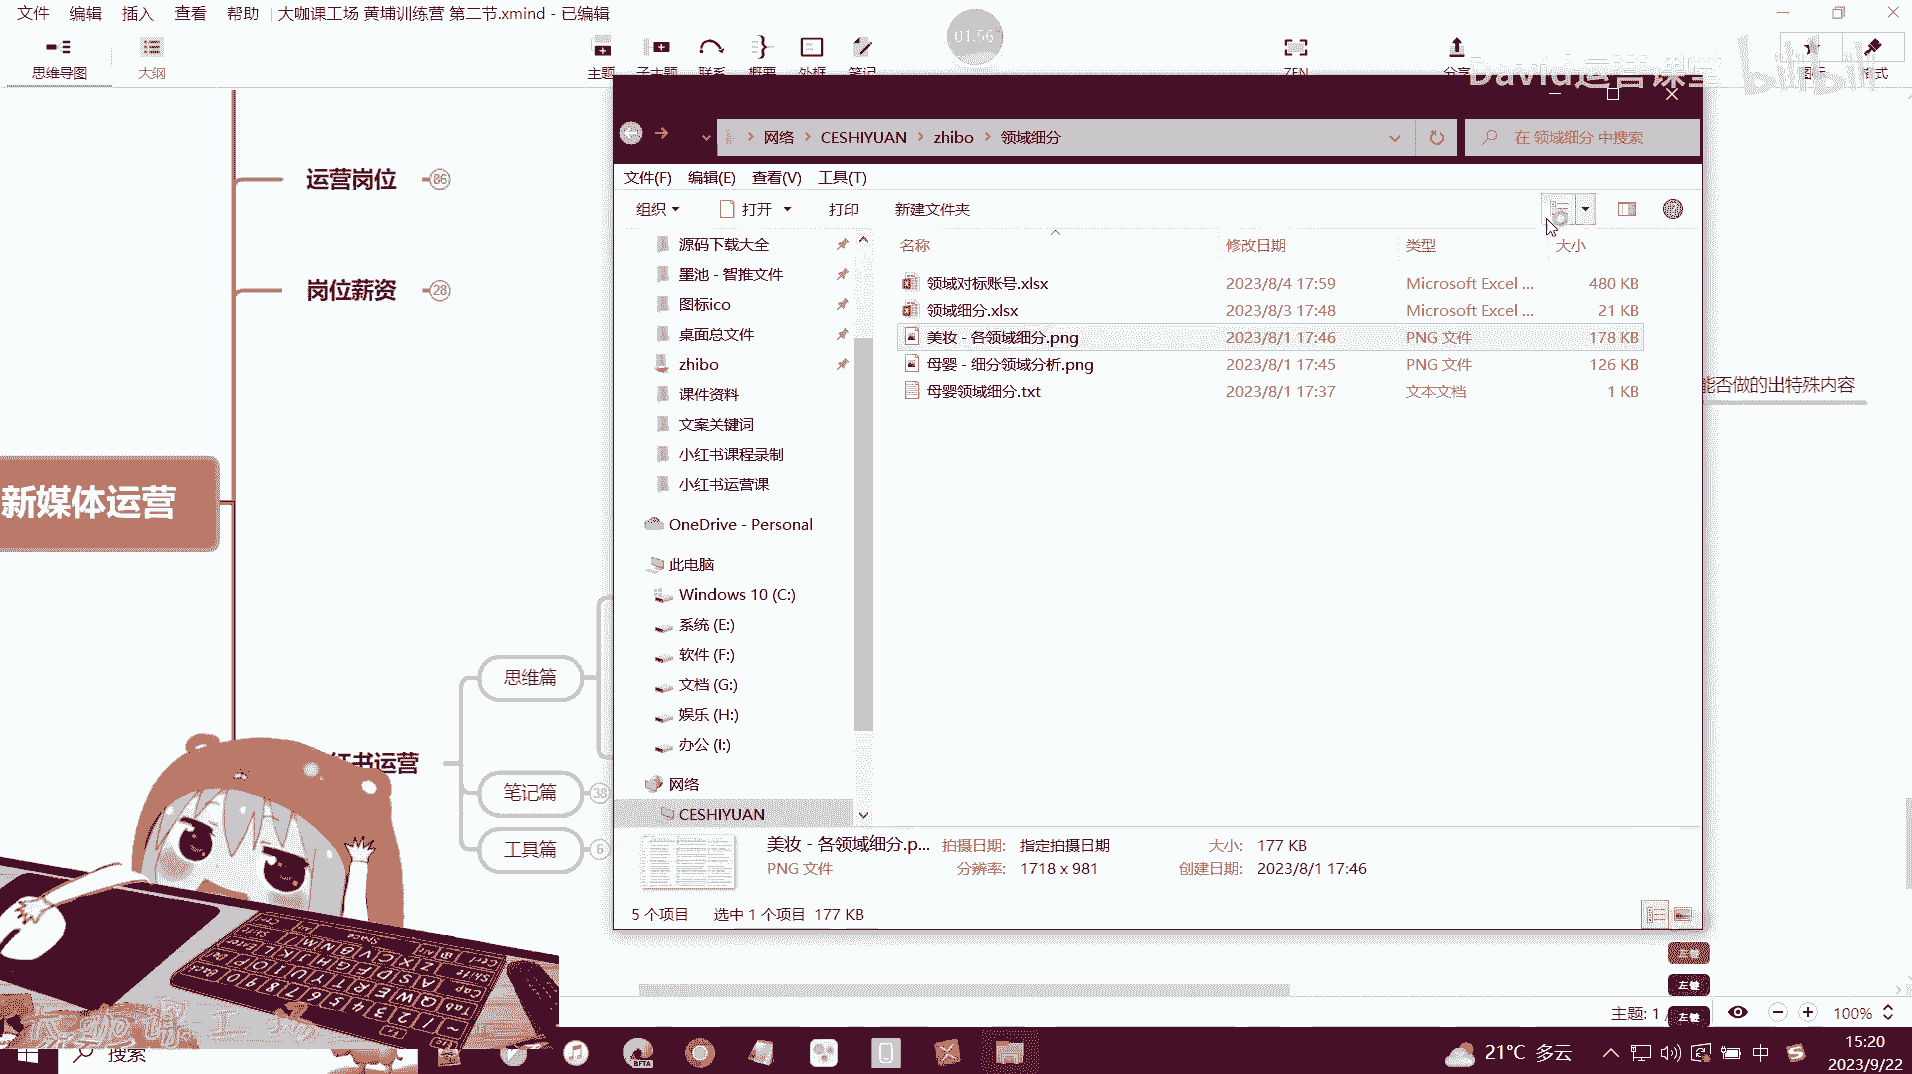 文件 编辑 插入 查看 帮助 大咖课工场 黄埔训练营 第二节.xmind - 已编辑
01:56
思维导图 大纲 主题 子主题 联系 概要 外框 笔记 ZEN 分享
David运营课堂 bilibili
网络 CESHIYUAN zhibo 领域细分
在 领域细分 中搜索
文件(F) 编辑(E) 查看(V) 工具(T)
组织 打开 打印 新建文件夹
运营岗位 86
岗位薪资 28
新媒体运营
思维篇
书运营
笔记篇 38
工具篇 6
能否做的出特殊内容
源码下载大全
墨池 - 智推文件
图标ico
桌面总文件
zhibo
课件资料
文案关键词
小红书课程录制
小红书运营课
OneDrive - Personal
此电脑
Windows 10 (C:)
系统 (E:)
软件 (F:)
文档 (G:)
娱乐 (H:)
办公 (I:)
网络
CESHIYUAN
名称 修改日期 类型 大小
领域对标账号.xlsx 2023/8/4 17:59 Microsoft Excel ... 480 KB
领域细分.xlsx 2023/8/3 17:48 Microsoft Excel ... 21 KB
美妆 - 各领域细分.png 2023/8/1 17:46 PNG 文件 178 KB
母婴 - 细分领域分析.png 2023/8/1 17:45 PNG 文件 126 KB
母婴领域细分.txt 2023/8/1 17:37 文本文档 1 KB
美妆 - 各领域细分.p... 拍摄日期: 指定拍摄日期 大小: 177 KB
PNG 文件 分辨率: 1718 x 981 创建日期: 2023/8/1 17:46
5 个项目 选中 1 个项目 177 KB
左键
左键
左键
主题: 1 100%
搜索
21°C 多云 中
15:20
2023/9/22